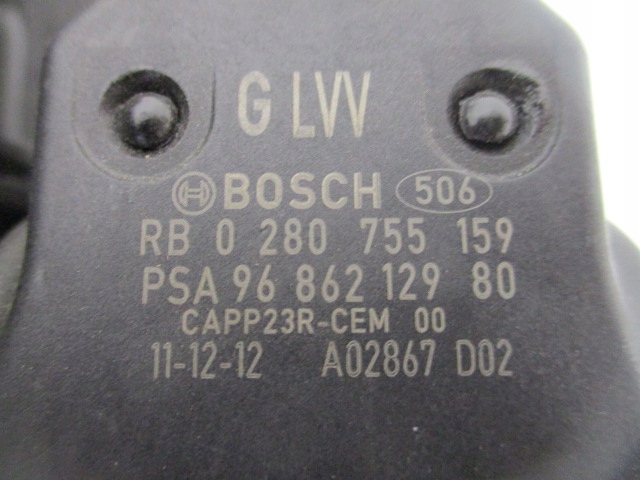 G LVV
BOSCH 506
RB 0 280 755 159
PSA 96 862 129 80
CAPP23R-CEM 00
11-12-12 A02867 D02